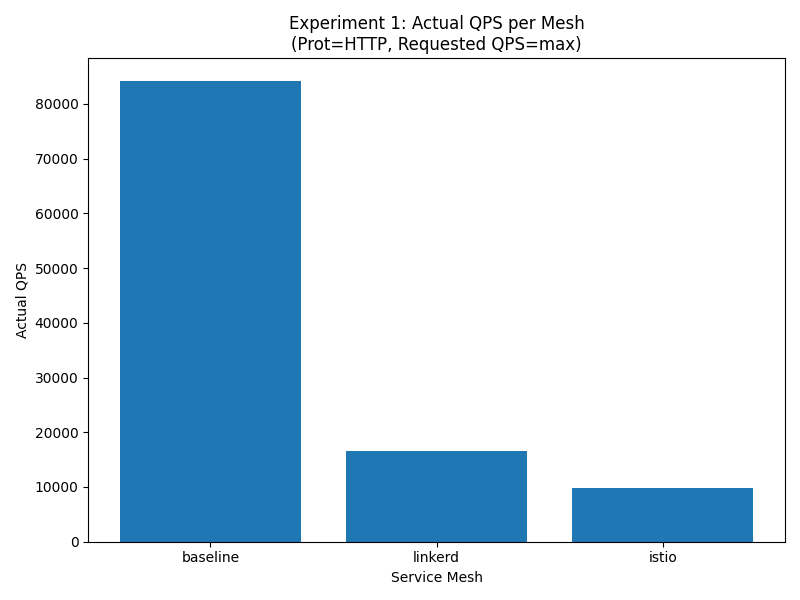 Experiment 1: Actual QPS per Mesh
(Prot=HTTP, Requested QPS=max)
Actual QPS
80000
70000
60000
50000
40000
30000
20000
10000
0
baseline
linkerd
istio
Service Mesh